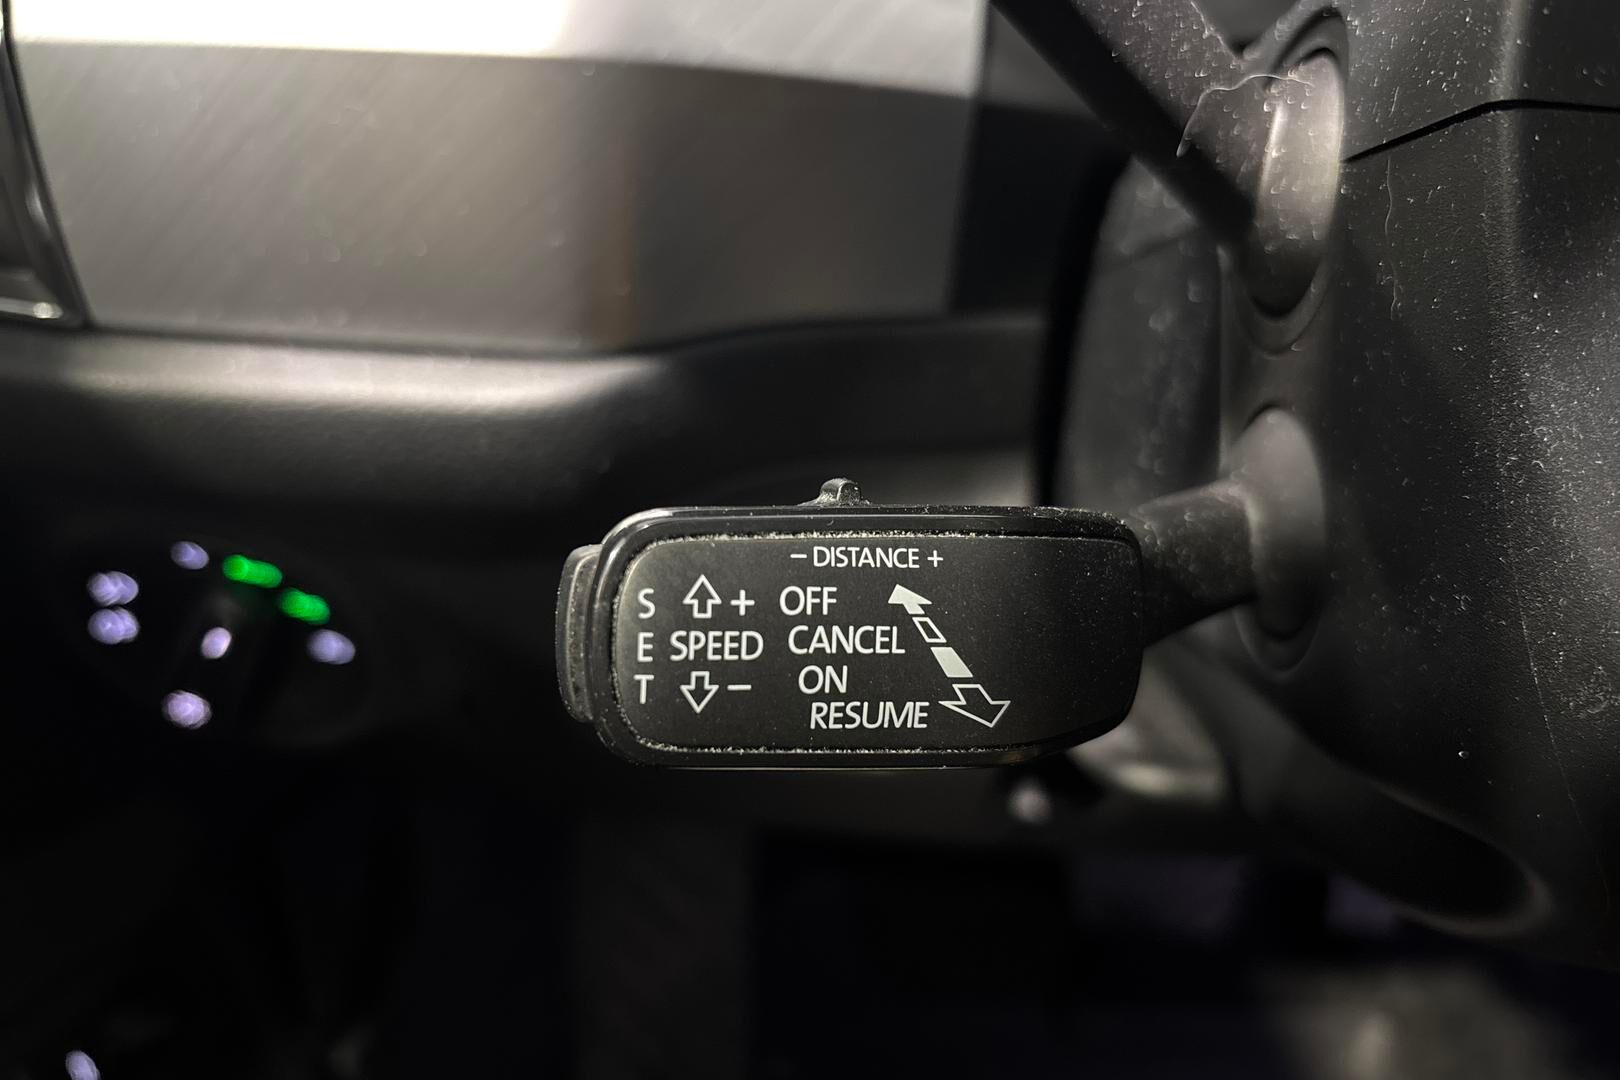 – DISTANCE +
S + OFF
E SPEED CANCEL
T – ON
RESUME